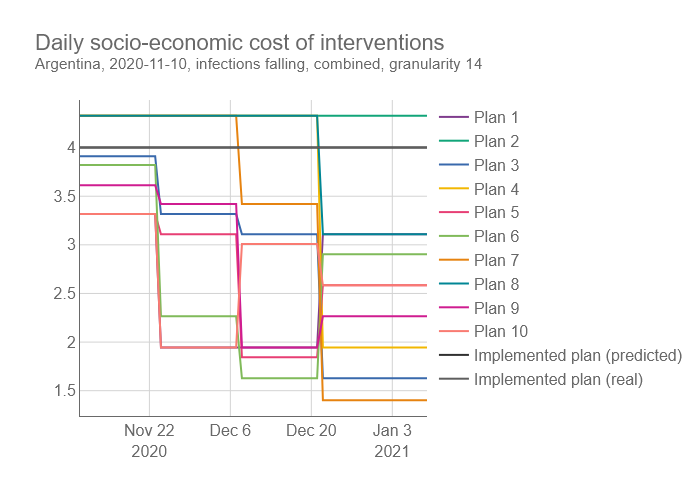 Daily socio-economic cost of interventions
Argentina, 2020-11-10, infections falling, combined, granularity 14
4
3.5
3
2.5
2
1.5
Nov 22
2020
Dec 6
Dec 20
Jan 3
2021
Plan 1
Plan 2
Plan 3
Plan 4
Plan 5
Plan 6
Plan 7
Plan 8
Plan 9
Plan 10
Implemented plan (predicted)
Implemented plan (real)